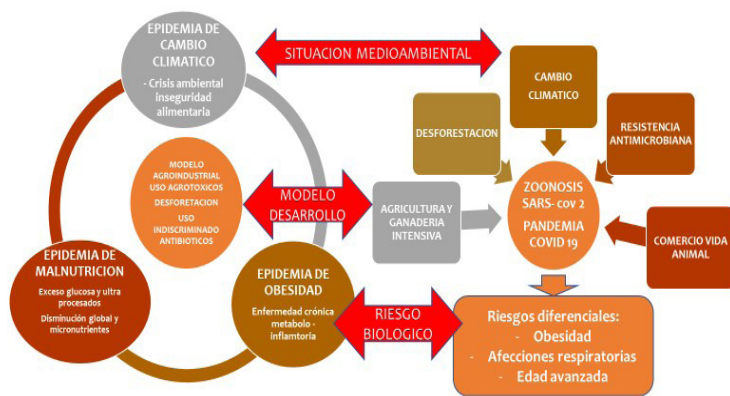 EPIDEMIA DE
CAMBIO
CLIMATICO
- Crisis ambiental
inseguridad
alimentaria
SITUACION MEDIOAMBIENTAL
MODELO
AGROINDUSTRIAL
USO AGROTOXICOS
DESFORETACION
USO
INDISCRIMINADO
ANTIBIOTICOS
MODELO
DESARROLLO
EPIDEMIA DE
MALNUTRICION
Exceso glucosa y ultra
procesados
Disminución global y
micronutrientes
EPIDEMIA DE
OBESIDAD
Enfermedad crónica
metabolo -
inflamtoria
RIESGO
BIOLOGICO
CAMBIO
CLIMATICO
DESFORESTACION
RESISTENCIA
ANTIMICROBIANA
AGRICULTURA Y
GANADERIA
INTENSIVA
ZOONOSIS
SARS- cov 2
PANDEMIA
COVID 19
COMERCIO VIDA
ANIMAL
Riesgos diferenciales:
- Obesidad
- Afecciones respiratorias
- Edad avanzada